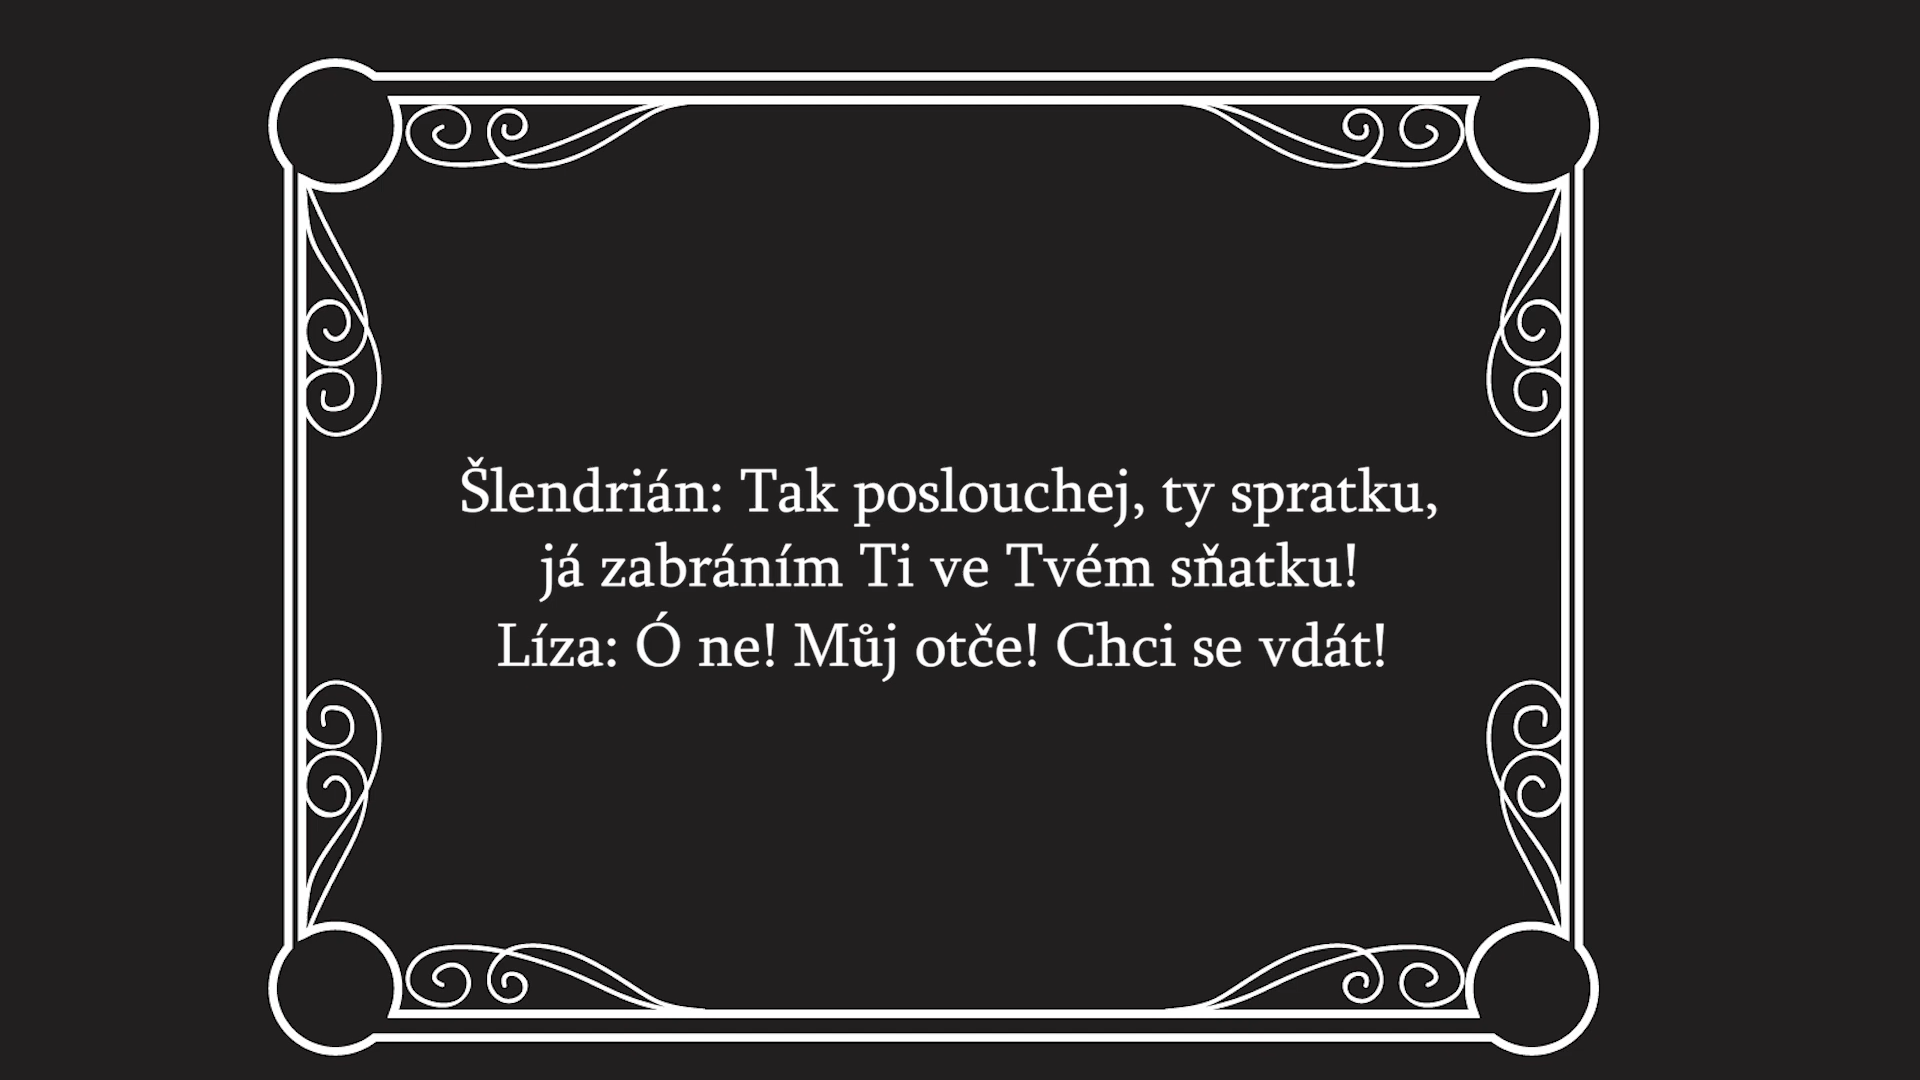 Šlendrián: Tak poslouchej, ty spratku,
já zabráním Ti ve Tvém sňatku!
Líza: Ó ne! Můj otče! Chci se vdát!